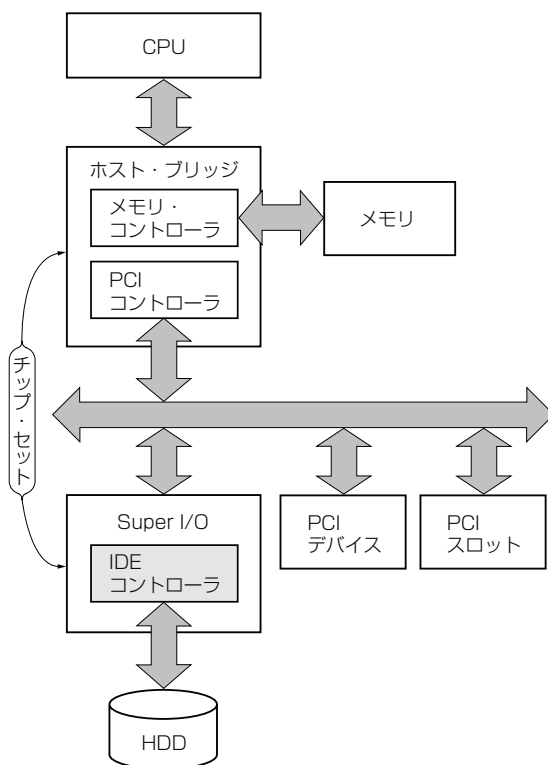 CPU
ホスト・ブリッジ
メモリ・
コントローラ
メモリ
PCI
コントローラ
チップ・セット
Super I/O
IDE
コントローラ
PCI
デバイス
PCI
スロット
HDD